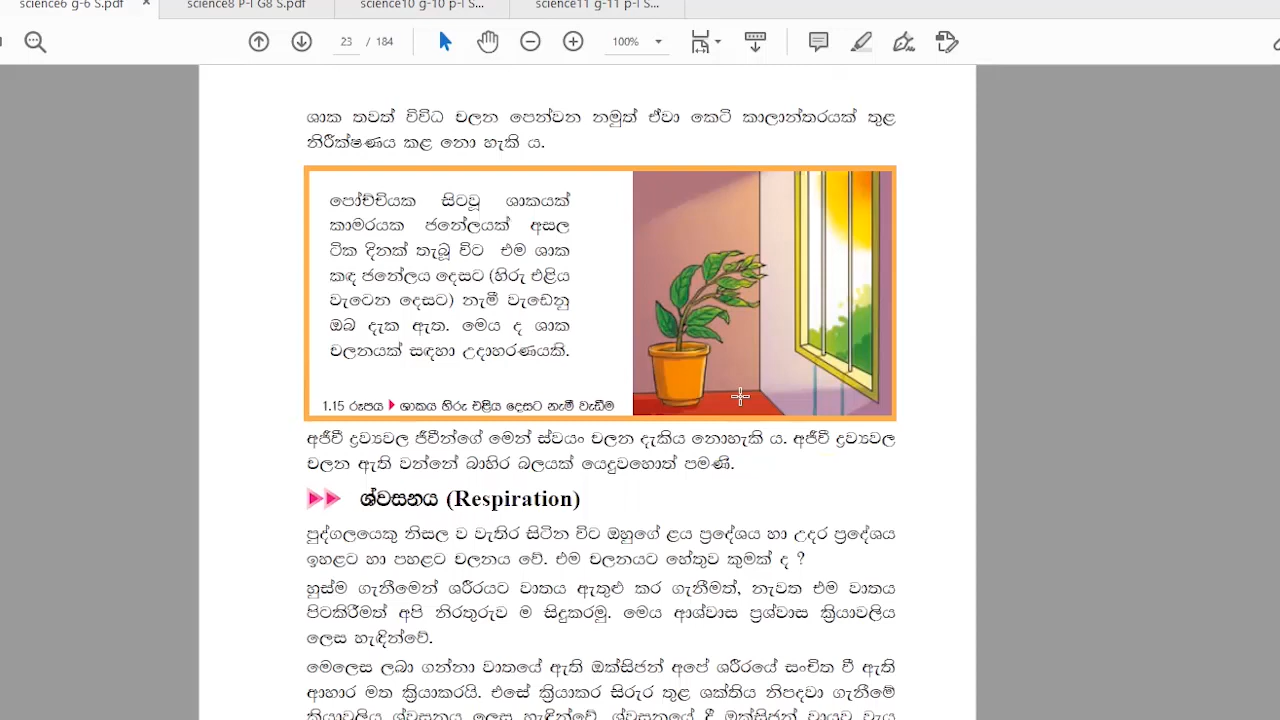 science6 g-6 S.pdf
science8 P-I G8 S.pdf
science10 g-10 p-I S...
science11 g-11 p-I S...
23 / 184
100%
ශාක තවත් විවිධ චලන පෙන්වන නමුත් ඒවා කෙටි කාලාන්තරයක් තුළ
නිරීක්ෂණය කළ නො හැකි ය.
පෝච්චියක සිටවූ ශාකයක්
කාමරයක ජනේලයක් අසල
ටික දිනක් තැබූ විට එම ශාක
කඳ ජනේලය දෙසට (හිරු එළිය
වැටෙන දෙසට) නැමී වැඩෙනු
ඔබ දැක ඇත. මෙය ද ශාක
චලනයක් සඳහා උදාහරණයකි.
1.15 රූපය ශාකය හිරු එළිය දෙසට නැමී වැඩීම
අජීවී ද්‍රව්‍යවල ජීවීන්ගේ මෙන් ස්වයං චලන දැකිය නොහැකි ය. අජීවී ද්‍රව්‍යවල
චලන ඇති වන්නේ බාහිර බලයක් යෙදුවහොත් පමණි.
ශ්වසනය (Respiration)
පුද්ගලයෙකු නිසල ව වැතිර සිටින විට ඔහුගේ ළය ප්‍රදේශය හා උදර ප්‍රදේශය
ඉහළට හා පහළට චලනය වේ. එම චලනයට හේතුව කුමක් ද ?
හුස්ම ගැනීමෙන් ශරීරයට වාතය ඇතුළු කර ගැනීමත්, නැවත එම වාතය
පිටකිරීමත් අපි නිරතුරුව ම සිදුකරමු. මෙය ආශ්වාස ප්‍රශ්වාස ක්‍රියාවලිය
ලෙස හැඳින්වේ.
මෙලෙස ලබා ගන්නා වාතයේ ඇති ඔක්සිජන් අපේ ශරීරයේ සංචිත වී ඇති
ආහාර මත ක්‍රියාකරයි. එසේ ක්‍රියාකර සිරුර තුළ ශක්තිය නිපදවා ගැනීමේ
ක්‍රියාවලිය ශ්වසනය ලෙස හැඳින්වේ. ශ්වසනයේ දී ඔක්සිජන් වායුව වැය